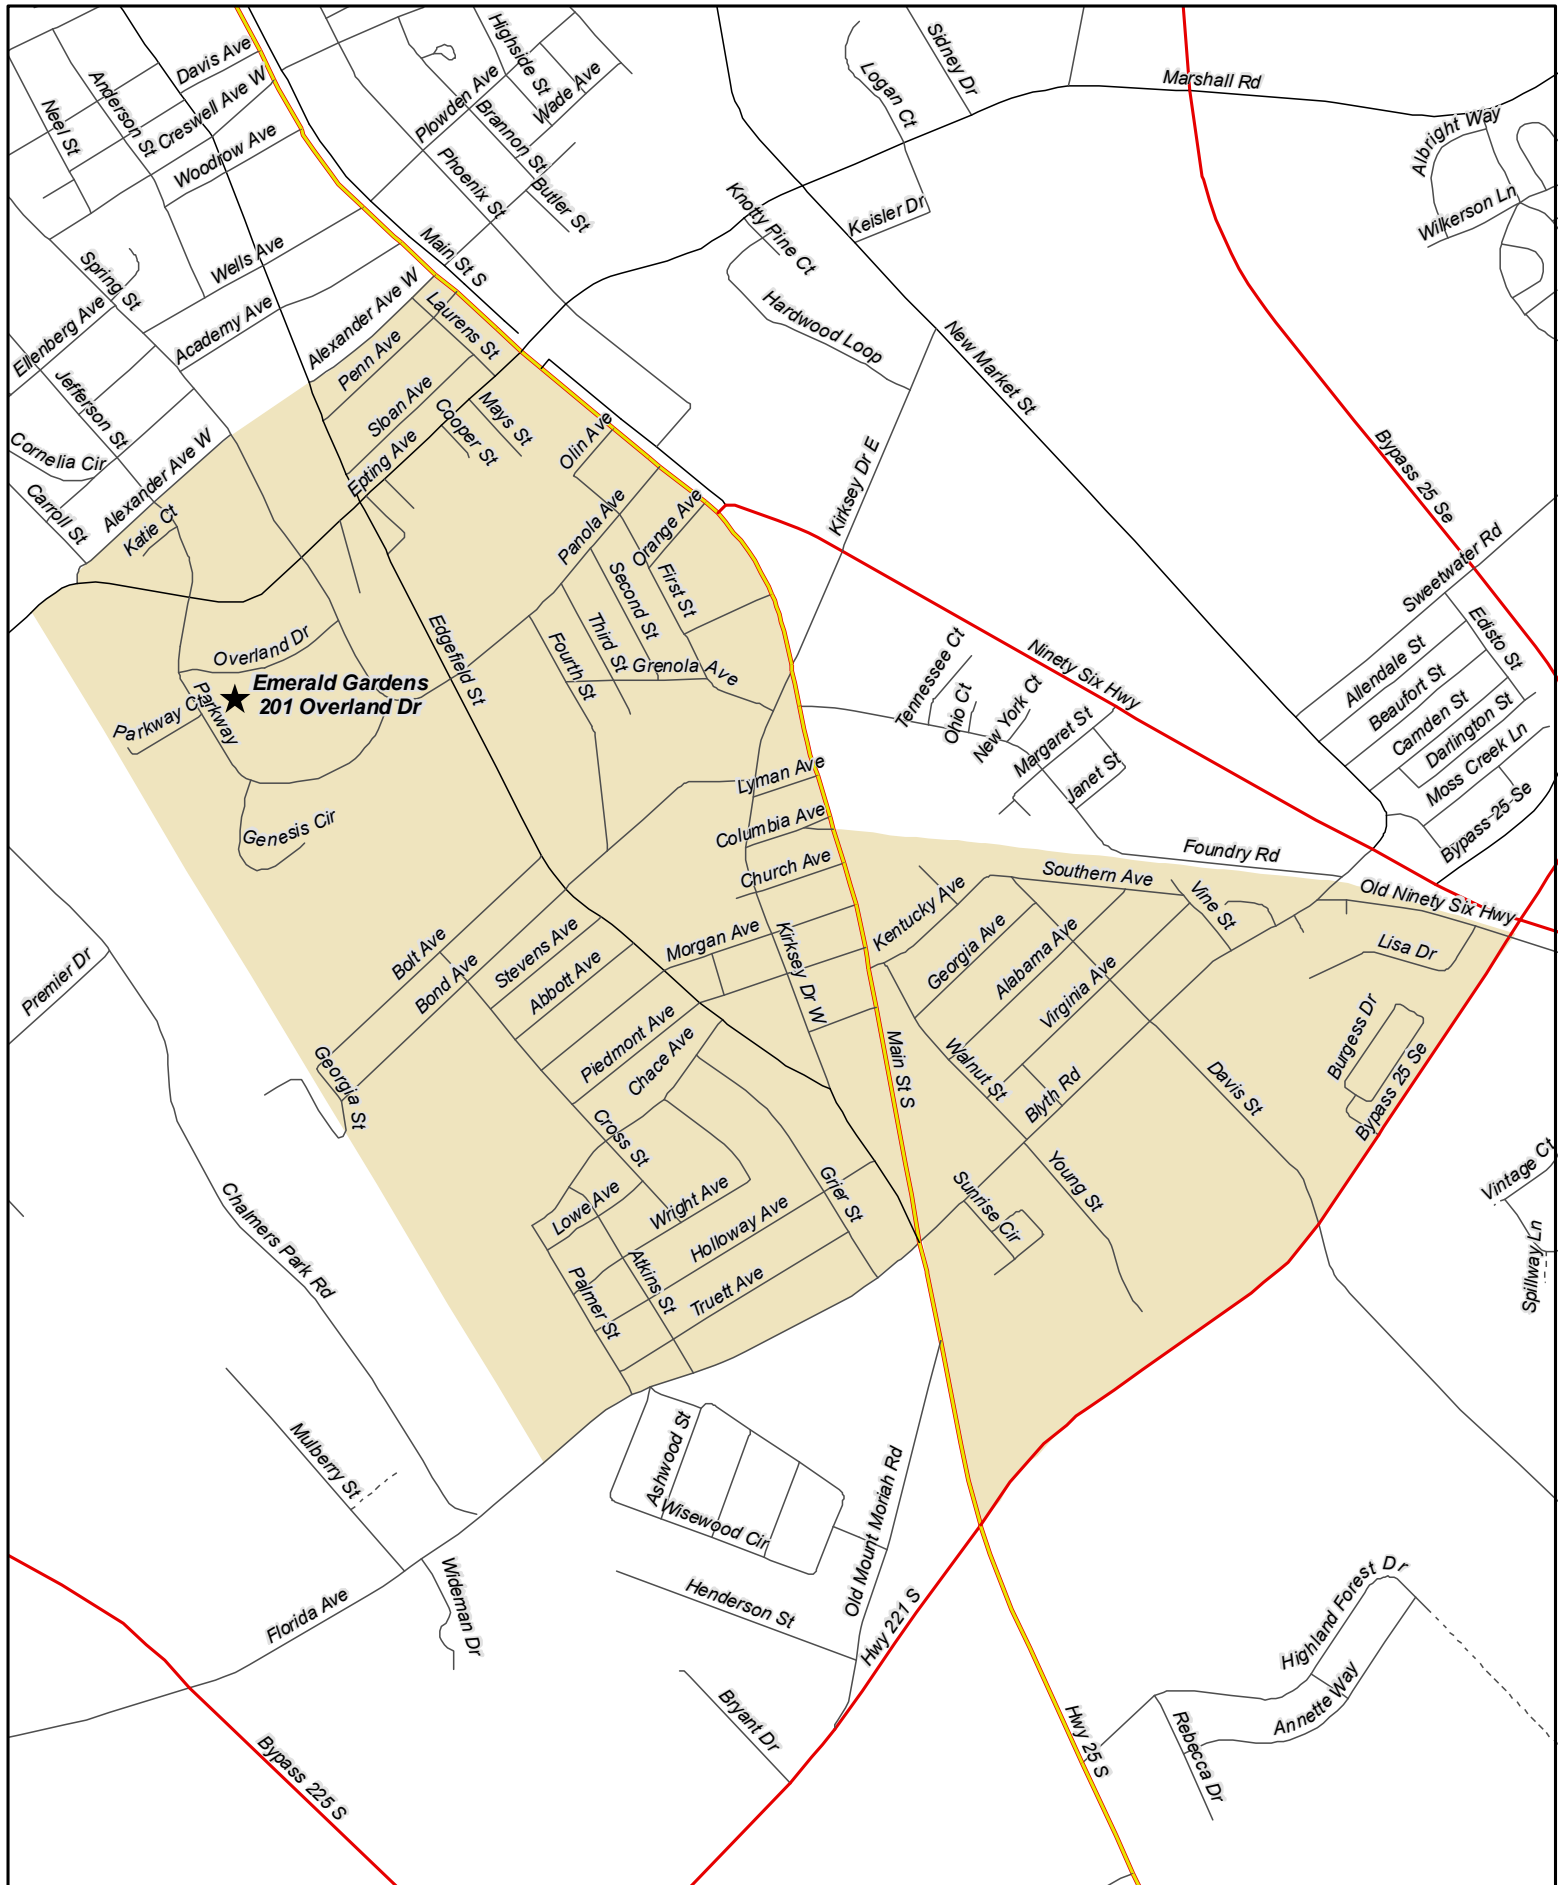 Davis Ave
Anderson St
Neel St
Creswell Ave W
Woodrow Ave
Highside St
Plowden Ave
Wade Ave
Brannon St
Phoenix St
Butler St
Logan Ct
Sidney Dr
Marshall Rd
Albright Way
Wilkerson Ln
Keisler Dr
Knotty Pine Ct
Hardwood Loop
Main St S
Wells Ave
Spring St
Ellenberg Ave
Academy Ave
Alexander Ave W
Laurens St
Penn Ave
Jefferson St
Sloan Ave
Cooper St
Mays St
Epting Ave
Olin Ave
Cornelia Cir
Carroll St
Alexander Ave W
Katie Ct
New Market St
Kirksey Dr E
Bypass 25 Se
Sweetwater Rd
Panola Ave
Orange Ave
First St
Second St
Third St
Fourth St
Grenola Ave
Edgefield St
Overland Dr
Emerald Gardens
201 Overland Dr
Parkway Ct
Parkway
Genesis Cir
Tennessee Ct
Ohio Ct
New York Ct
Ninety Six Hwy
Margaret St
Janet St
Edisto St
Allendale St
Beaufort St
Camden St
Darlington St
Moss Creek Ln
Bypass 25 Se
Lyman Ave
Columbia Ave
Church Ave
Foundry Rd
Southern Ave
Old Ninety Six Hwy
Kentucky Ave
Vine St
Lisa Dr
Georgia Ave
Alabama Ave
Virginia Ave
Morgan Ave
Kirksey Dr W
Bolt Ave
Bond Ave
Stevens Ave
Abbott Ave
Premier Dr
Piedmont Ave
Chace Ave
Georgia St
Main St S
Walnut St
Blyth Rd
Davis St
Burgess Dr
Bypass 25 Se
Cross St
Young St
Sunrise Cir
Grier St
Vintage Ct
Spillway Ln
Chalmers Park Rd
Lowe Ave
Wright Ave
Holloway Ave
Atkins St
Palmer St
Truett Ave
Mulberry St
Ashwood St
Wisewood Cir
Old Mount Moriah Rd
Henderson St
Hwy 221 S
Wideman Dr
Florida Ave
Highland Forest Dr
Annette Way
Rebecca Dr
Hwy 25 S
Bryant Dr
Bypass 225 S